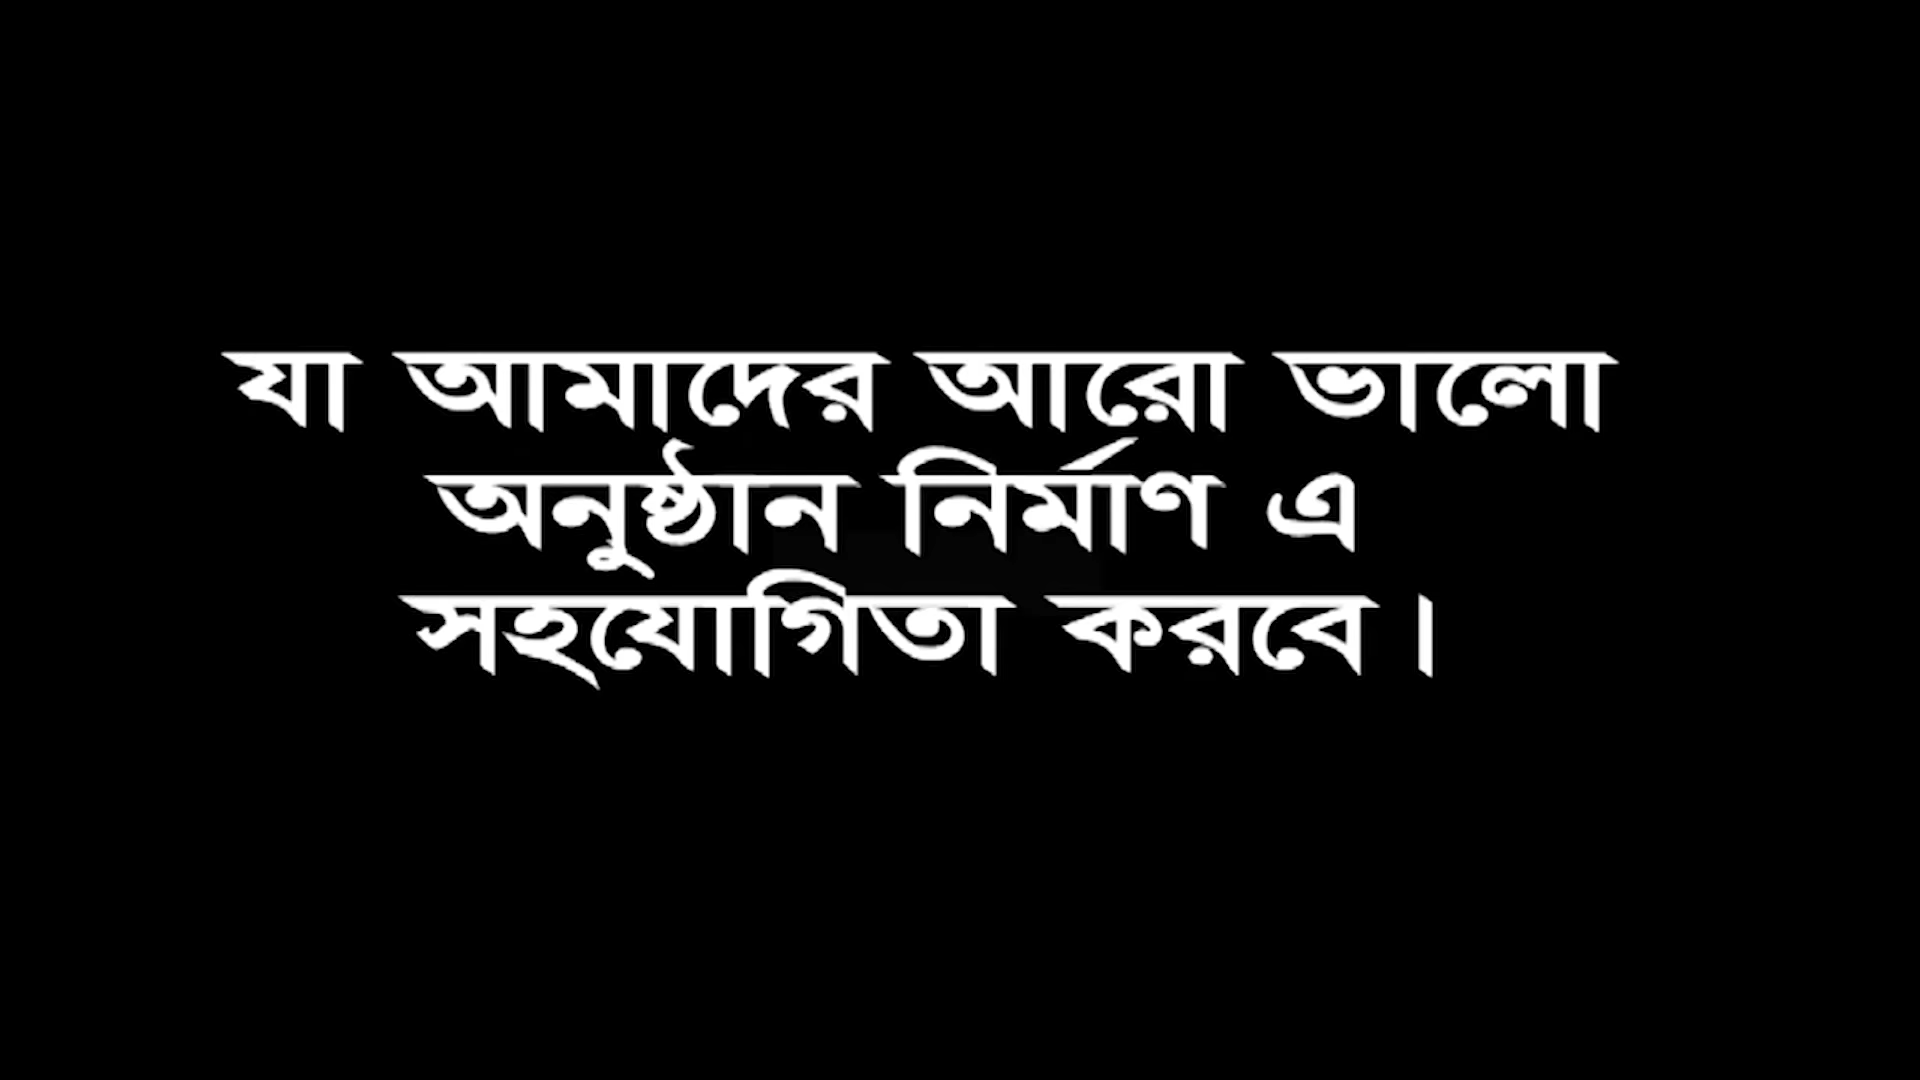 যা আমাদের আরো ভালো
অনুষ্ঠান নির্মাণ এ
সহযোগিতা করবে।